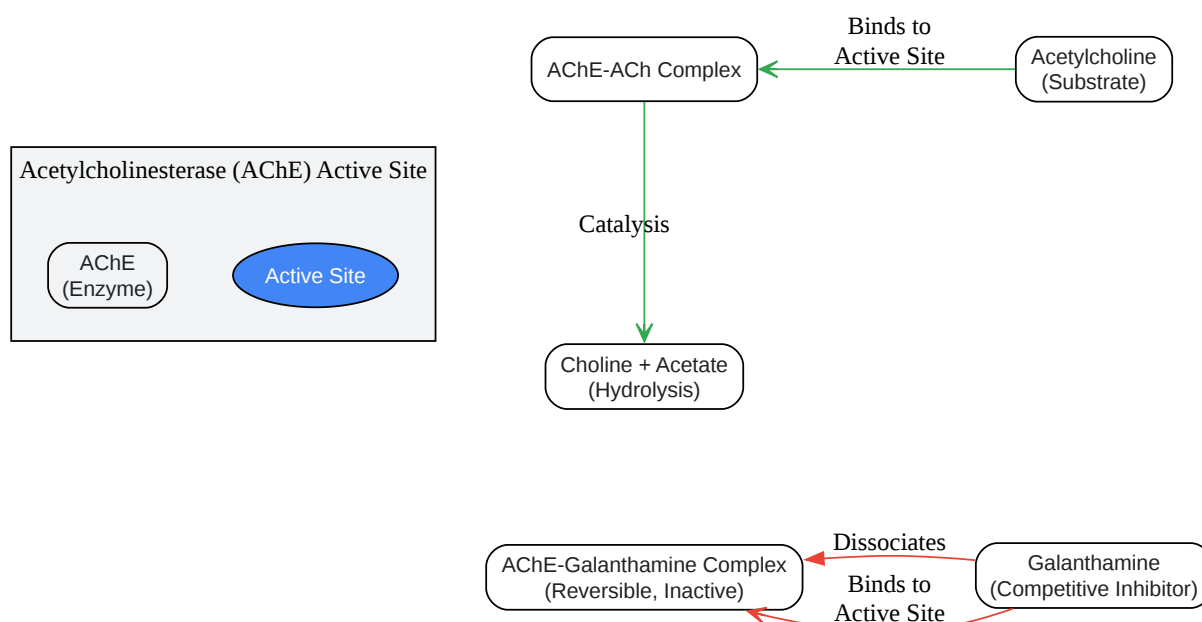 Binds to
Active Site
Acetylcholine
(Substrate)
AChE-ACh Complex
Acetylcholinesterase (AChE) Active Site
AChE
(Enzyme)
Active Site
Catalysis
Choline + Acetate
(Hydrolysis)
Dissociates
AChE-Galanthamine Complex
(Reversible, Inactive)
Galanthamine
(Competitive Inhibitor)
Binds to
Active Site